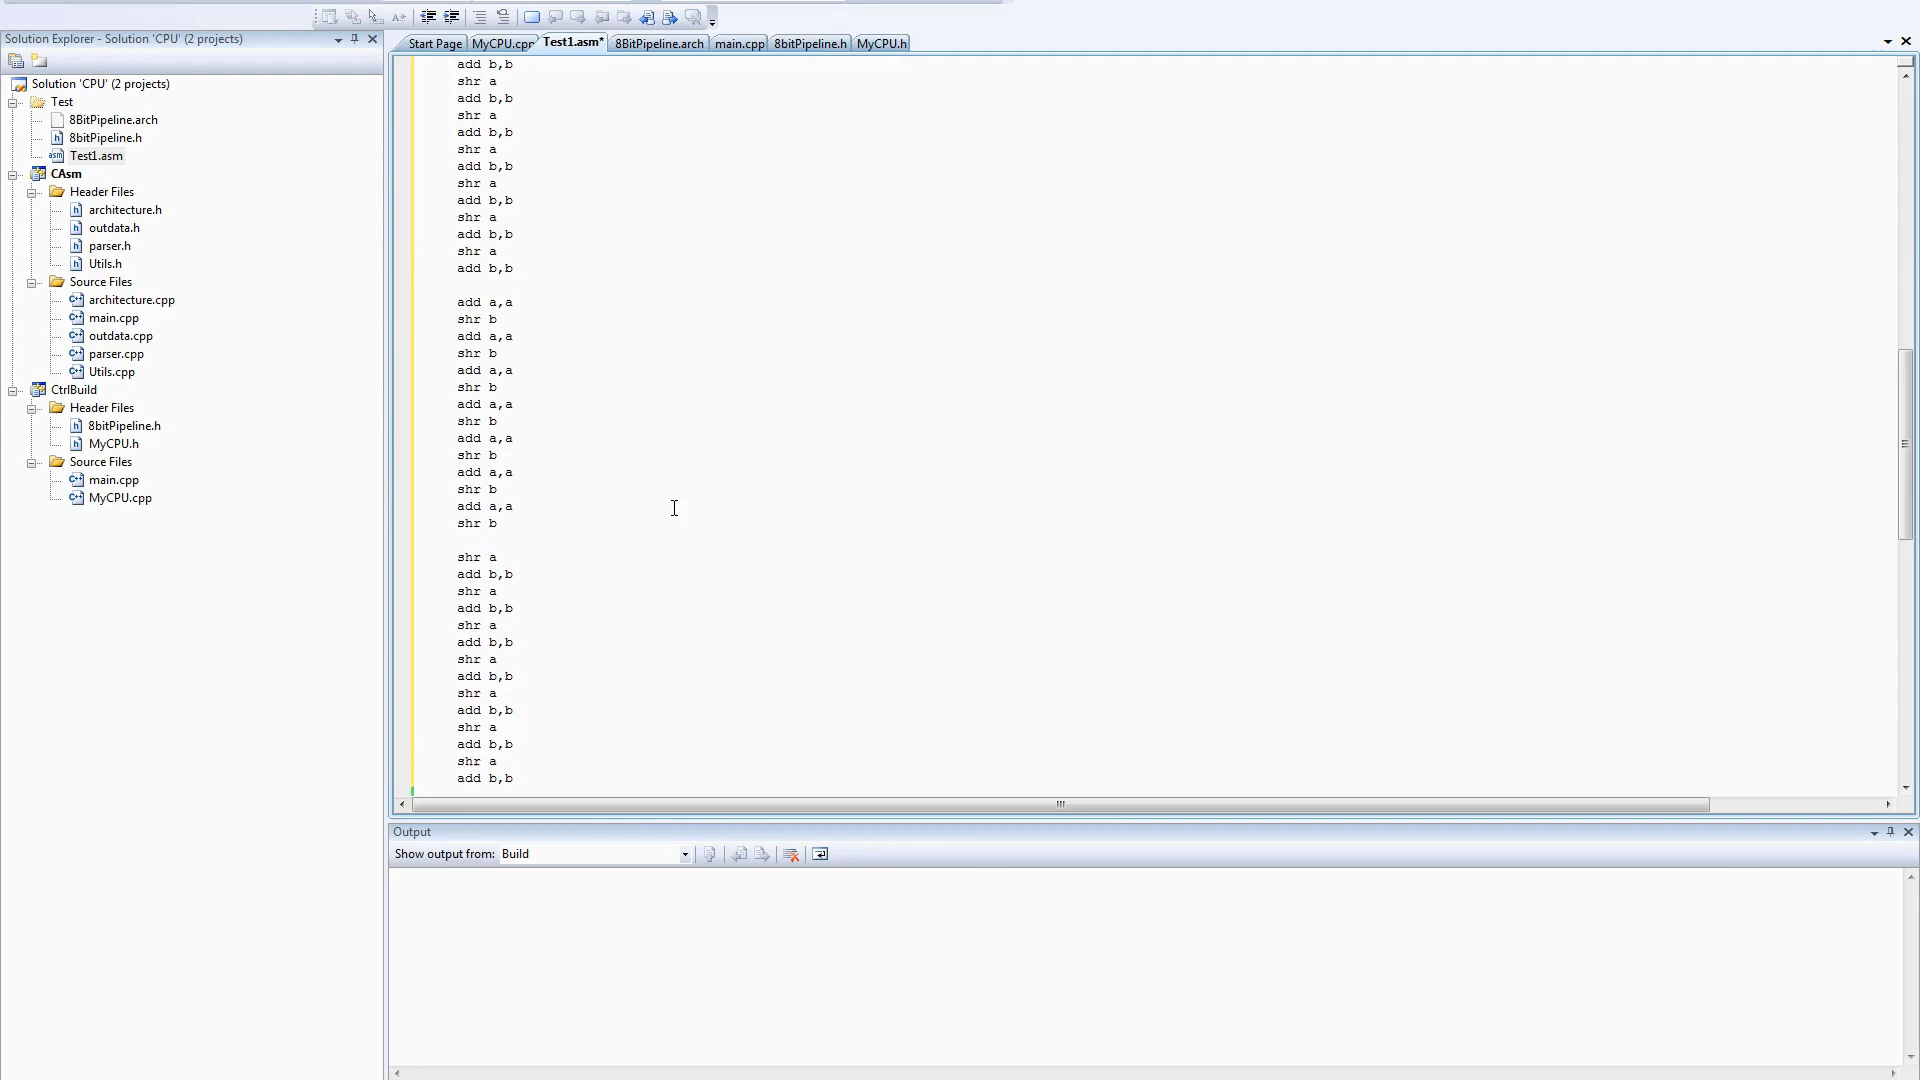 Solution Explorer - Solution 'CPU' (2 projects)
Solution 'CPU' (2 projects)
Test
8BitPipeline.arch
8bitPipeline.h
Test1.asm
CAsm
Header Files
architecture.h
outdata.h
parser.h
Utils.h
Source Files
architecture.cpp
main.cpp
outdata.cpp
parser.cpp
Utils.cpp
CtrlBuild
Header Files
8bitPipeline.h
MyCPU.h
Source Files
main.cpp
MyCPU.cpp
Start Page MyCPU.cpp Test1.asm* 8BitPipeline.arch main.cpp 8bitPipeline.h MyCPU.h
add b,b
shr a
add b,b
shr a
add b,b
shr a
add b,b
shr a
add b,b
shr a
add b,b
shr a
add b,b
add a,a
shr b
add a,a
shr b
add a,a
shr b
add a,a
shr b
add a,a
shr b
add a,a
shr b
add a,a
shr b
shr a
add b,b
shr a
add b,b
shr a
add b,b
shr a
add b,b
shr a
add b,b
shr a
add b,b
shr a
add b,b
Output
Show output from: Build